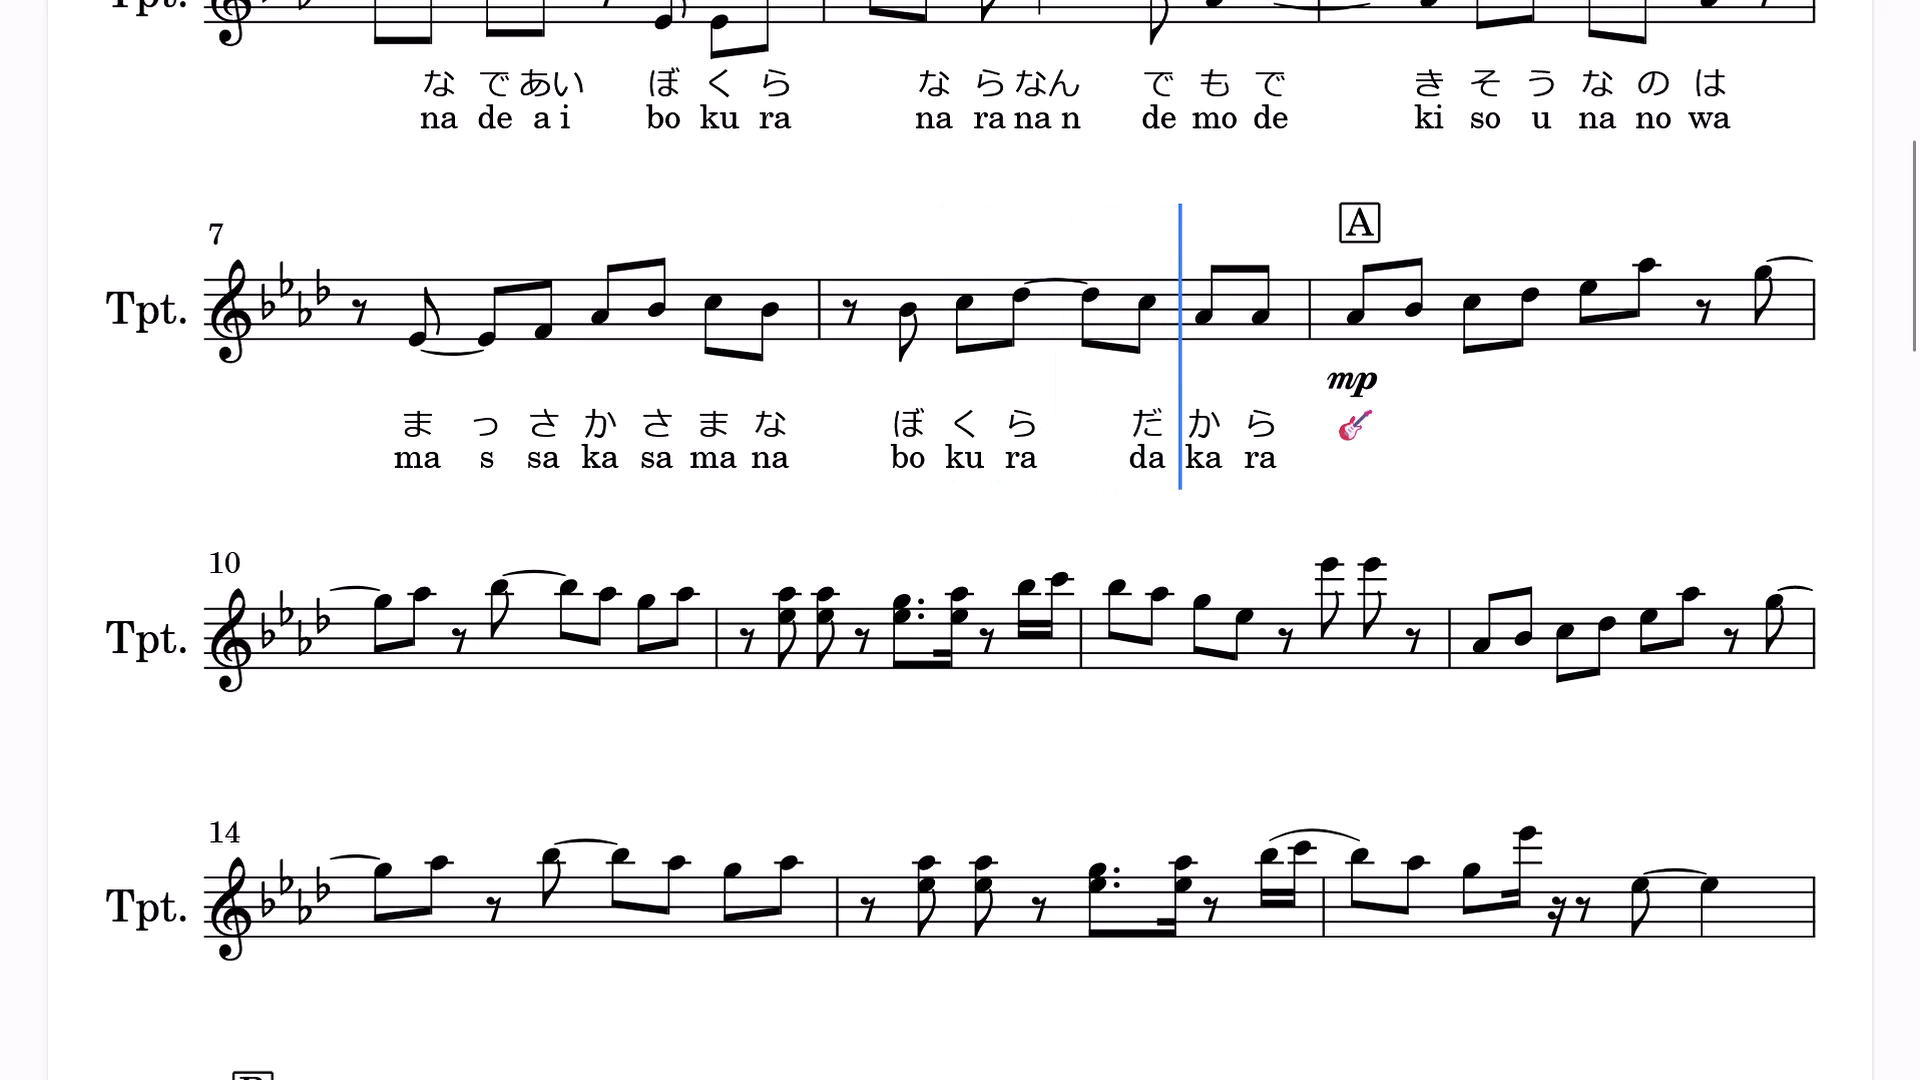 な で あい ぼ く ら な ら なん で も で き そ う な の は
na de a i bo ku ra na ra na n de mo de ki so u na no wa
7
A
Tpt.
mp
ま っ さ か さ ま な ぼ く ら だ か ら
ma s sa ka sa ma na bo ku ra da ka ra
10
Tpt.
14
Tpt.